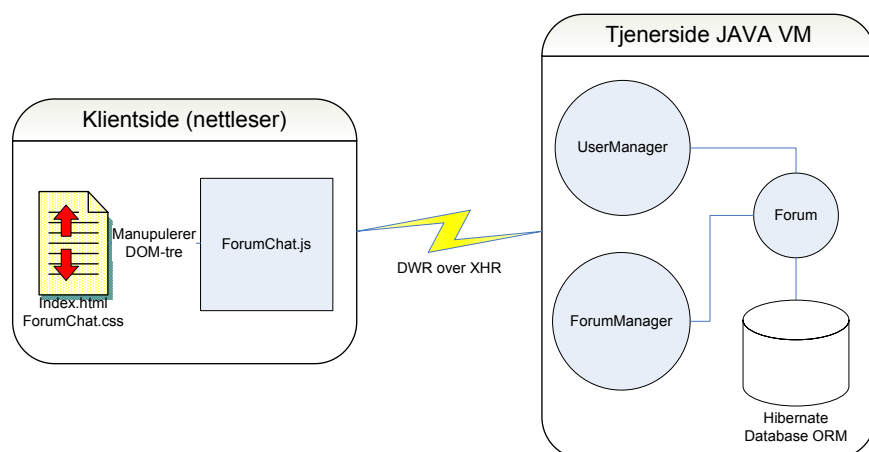 Klientside (nettleser)
Manupulerer
DOM-tre
ForumChat.js
Index.html
ForumChat.css
DWR over XHR
Tjenerside JAVA VM
UserManager
Forum
ForumManager
Hibernate
Database ORM